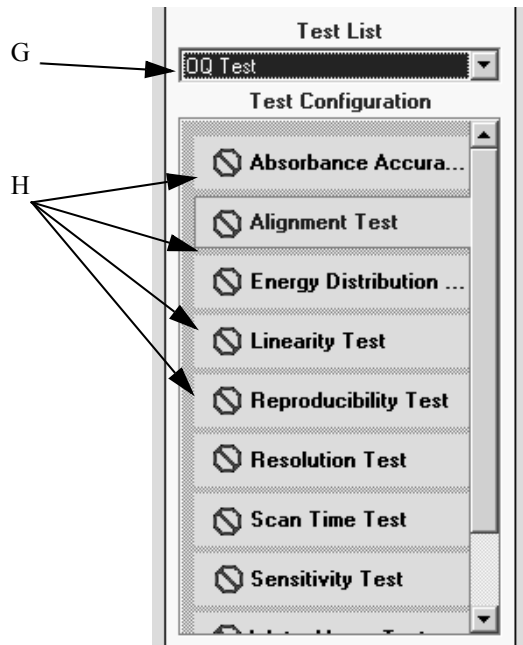 Test List
G
OQ Test
Test Configuration
Absorbance Accura...
H
Alignment Test
Energy Distribution ...
Linearity Test
Reproducibility Test
Resolution Test
Scan Time Test
Sensitivity Test